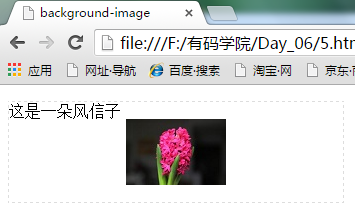 background-image
file:///F:/有码学院/Day_06/5.htm
应用 网址·导航 百度·搜索 淘宝·网 京东·商
这是一朵风信子